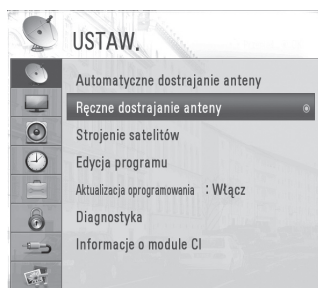 USTAW.
Automatyczne dostrajanie anteny
Ręczne dostrajanie anteny
Strojenie satelitów
Edycja programu
Aktualizacja oprogramowania : Włącz
Diagnostyka
Informacje o module CI